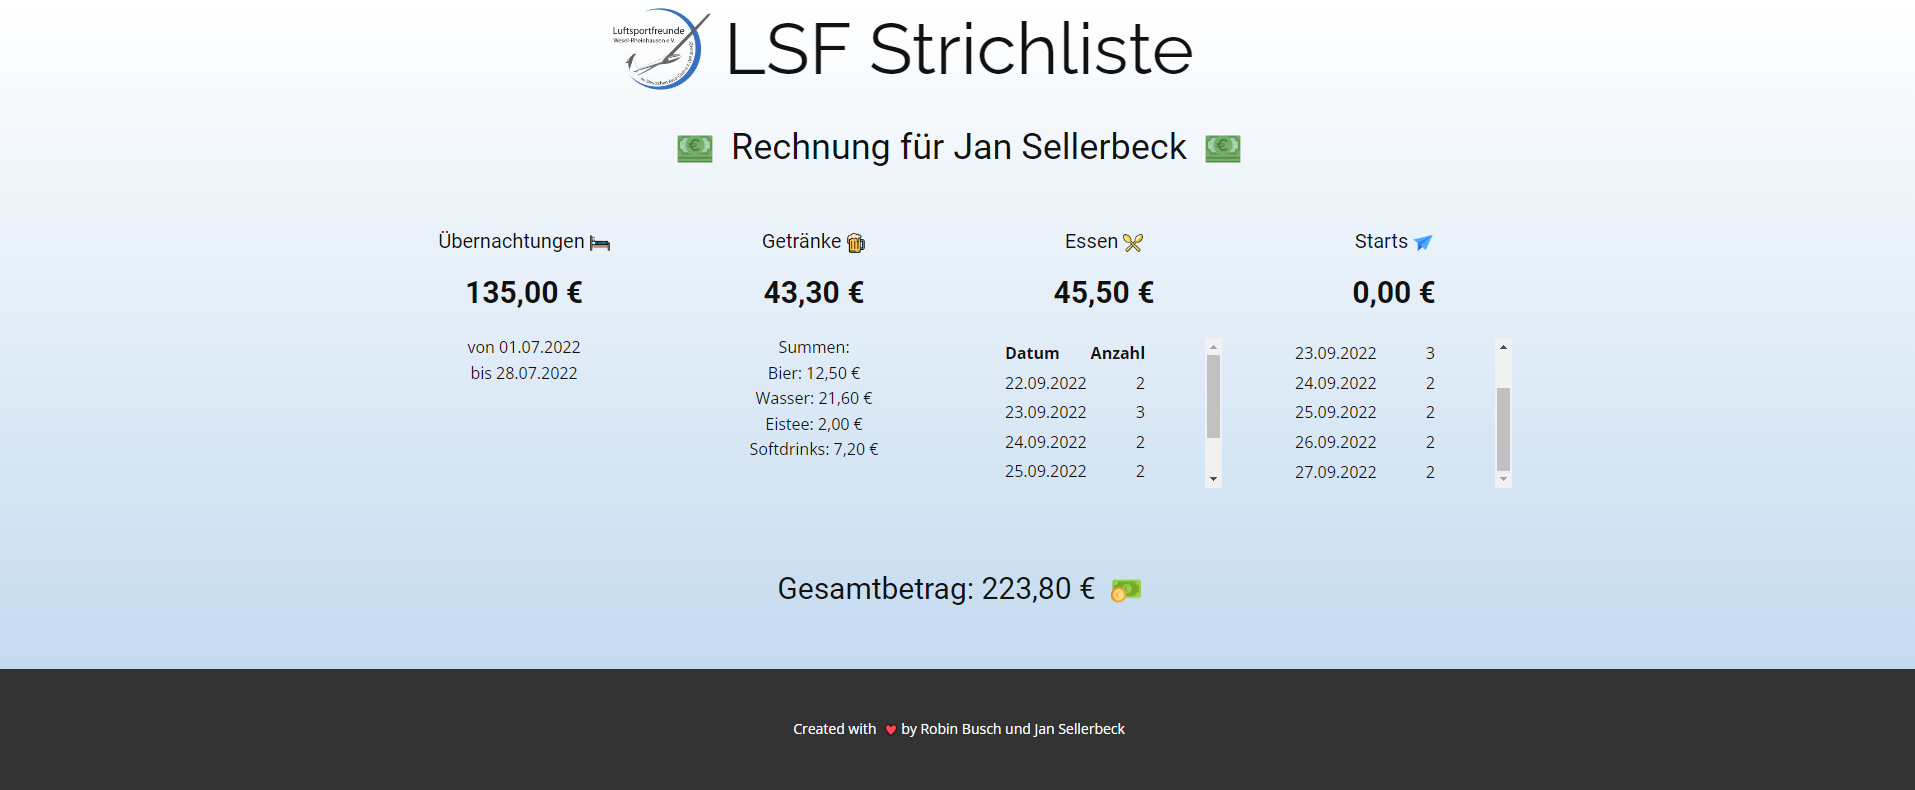 Luftsportfreunde
Wesel-Rheinhausen e.V.
LSF Strichliste
Rechnung für Jan Sellerbeck
Übernachtungen
135,00 €
von 01.07.2022
bis 28.07.2022
Getränke
43,30 €
Summen:
Bier: 12,50 €
Wasser: 21,60 €
Eistee: 2,00 €
Softdrinks: 7,20 €
Essen
45,50 €
Datum Anzahl
22.09.2022 2
23.09.2022 3
24.09.2022 2
25.09.2022 2
Starts
0,00 €
23.09.2022 3
24.09.2022 2
25.09.2022 2
26.09.2022 2
27.09.2022 2
Gesamtbetrag: 223,80 €
Created with by Robin Busch und Jan Sellerbeck